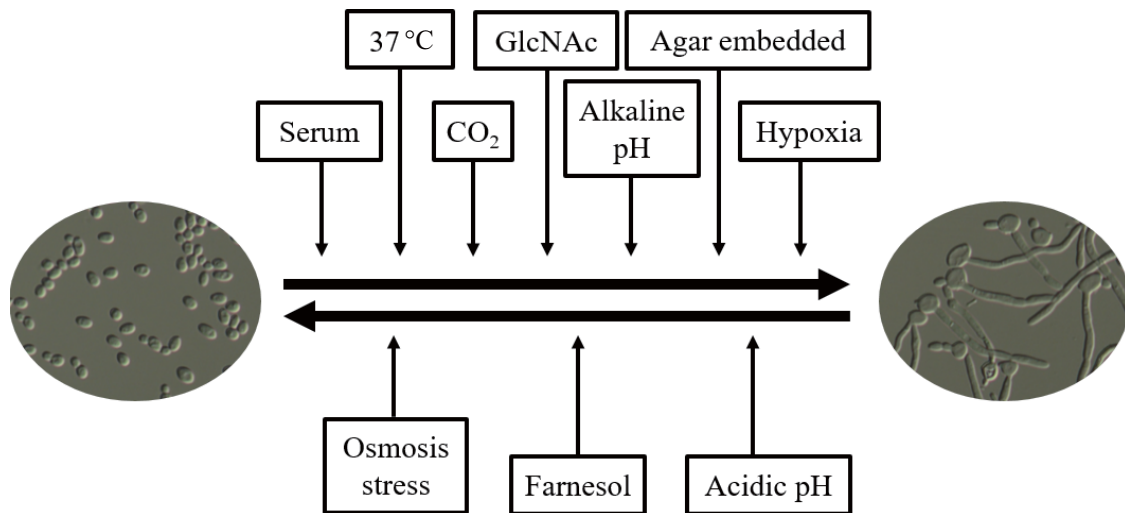 37 °C
GlcNAc
Agar embedded
Serum
CO₂
Alkaline
pH
Hypoxia
Osmosis
stress
Farnesol
Acidic pH